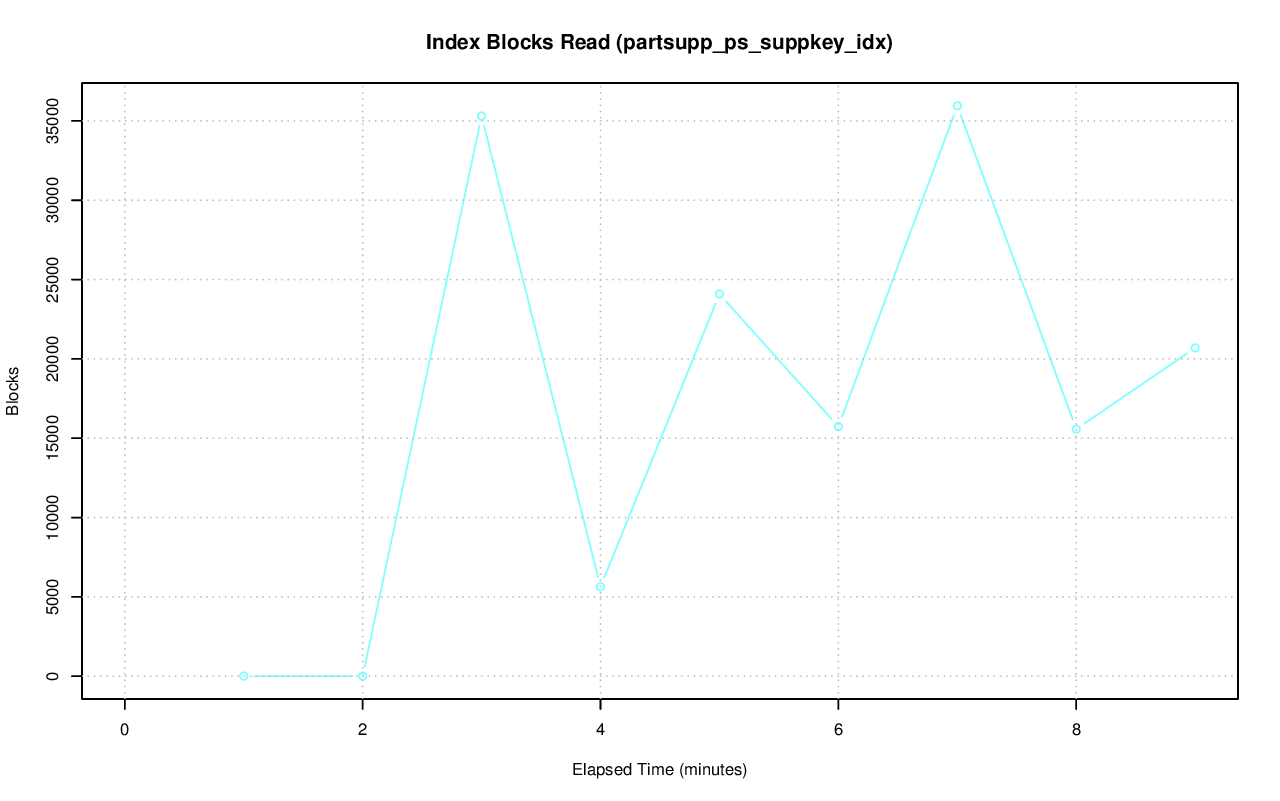 Index Blocks Read (partsupp_ps_suppkey_idx)
35000
30000
25000
20000
15000
10000
5000
0
Blocks
0 2 4 6 8
Elapsed Time (minutes)